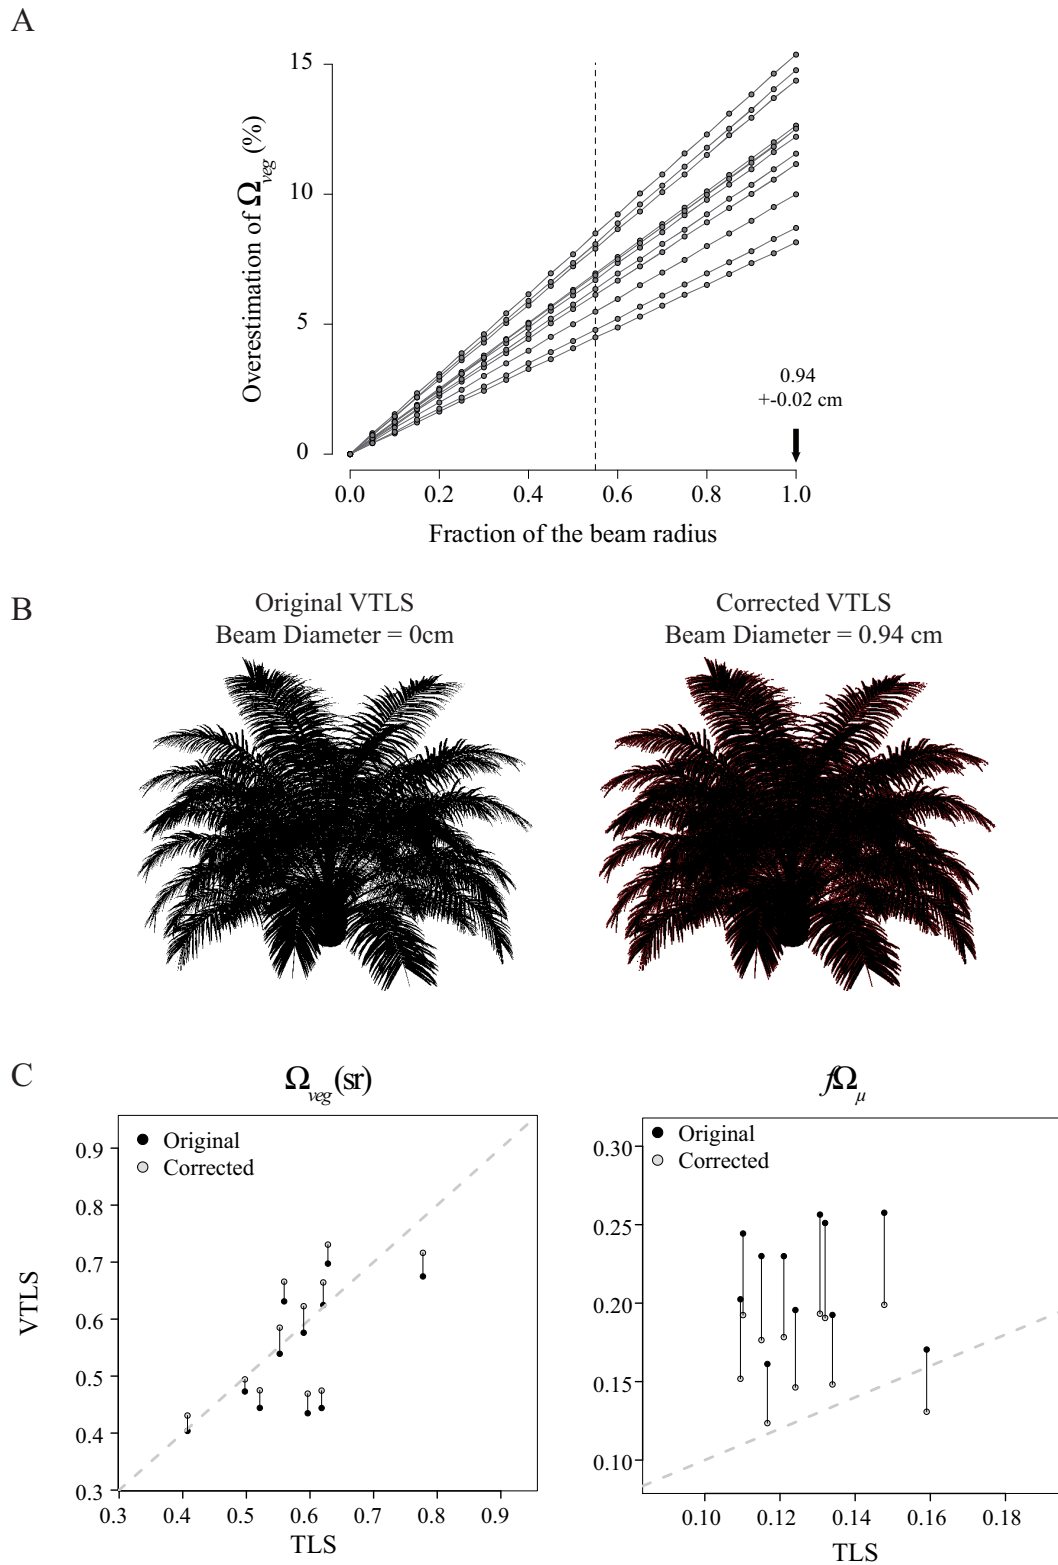 A
Overestimation of Ω_veg (%)
15
10
5
0
0.94
+-0.02 cm
0.0 0.2 0.4 0.6 0.8 1.0
Fraction of the beam radius
B
Original VTLS
Beam Diameter = 0cm
Corrected VTLS
Beam Diameter = 0.94 cm
C
Ω_veg (sr)
Original
Corrected
VTLS
0.9
0.8
0.7
0.6
0.5
0.4
0.3
0.3 0.4 0.5 0.6 0.7 0.8 0.9
TLS
fΩ_μ
Original
Corrected
0.30
0.25
0.20
0.15
0.10
0.10 0.12 0.14 0.16 0.18
TLS